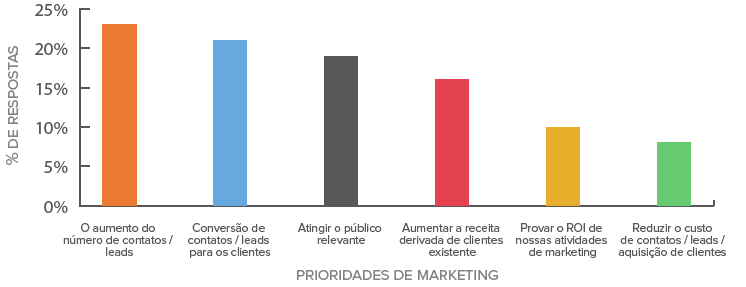 25%
20%
15%
10%
5%
0%
% DE RESPOSTAS
O aumento do
número de contatos /
leads
Conversão de
contatos / leads
para os clientes
Atingir o público
relevante
Aumentar a receita
derivada de clientes
existente
Provar o ROI de
nossas atividades
de marketing
Reduzir o custo
de contatos / leads /
aquisição de clientes
PRIORIDADES DE MARKETING